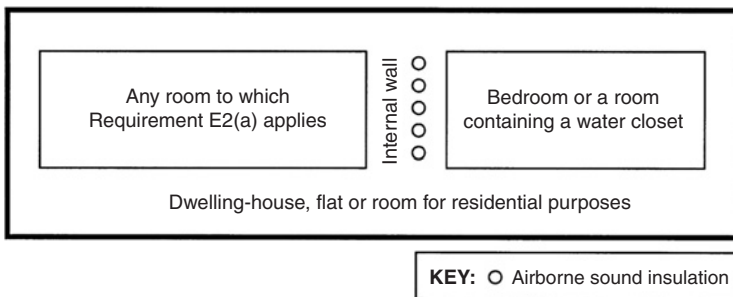 Any room to which
Requirement E2(a) applies
Internal wall
Bedroom or a room
containing a water closet
Dwelling-house, flat or room for residential purposes
KEY: O Airborne sound insulation